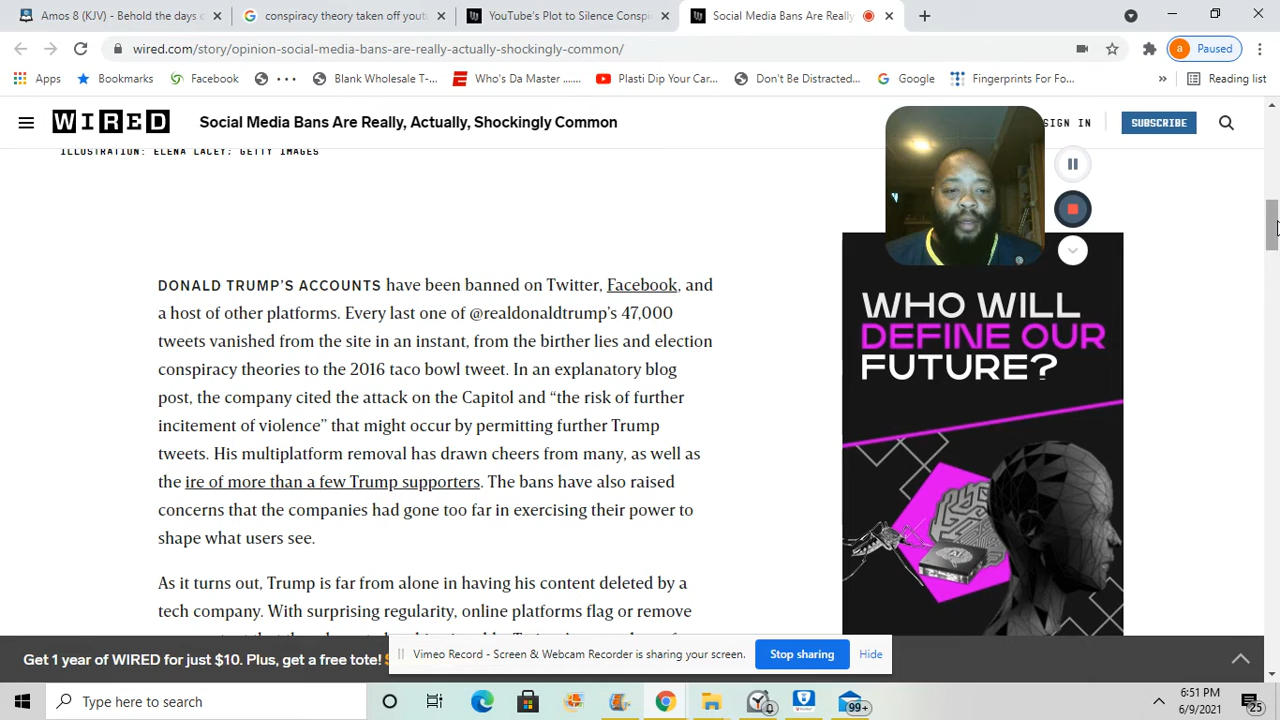 Amos 8 (KJV) - Behold the days c
conspiracy theory taken off you
YouTube's Plot to Silence Conspi
Social Media Bans Are Really
wired.com/story/opinion-social-media-bans-are-really-actually-shockingly-common/
a Paused
Apps
Bookmarks
Facebook
Blank Wholesale T-...
Who's Da Master .......
Plasti Dip Your Car...
Don't Be Distracted...
Google
Fingerprints For Fo...
»
Reading list
WIRED
Social Media Bans Are Really, Actually, Shockingly Common
SIGN IN
SUBSCRIBE
ILLUSTRATION: ELENA LACEY; GETTY IMAGES
DONALD TRUMP'S ACCOUNTS have been banned on Twitter, Facebook, and
a host of other platforms. Every last one of @realdonaldtrump's 47,000
tweets vanished from the site in an instant, from the birther lies and election
conspiracy theories to the 2016 taco bowl tweet. In an explanatory blog
post, the company cited the attack on the Capitol and “the risk of further
incitement of violence” that might occur by permitting further Trump
tweets. His multiplatform removal has drawn cheers from many, as well as
the ire of more than a few Trump supporters. The bans have also raised
concerns that the companies had gone too far in exercising their power to
shape what users see.
As it turns out, Trump is far from alone in having his content deleted by a
tech company. With surprising regularity, online platforms flag or remove
WHO WILL
DEFINE OUR
FUTURE?
AI
Get 1 year of WIRED for just $10. Plus, get a free tote!
Vimeo Record - Screen & Webcam Recorder is sharing your screen.
Stop sharing
Hide
Type here to search
99+
6:51 PM
6/9/2021
25